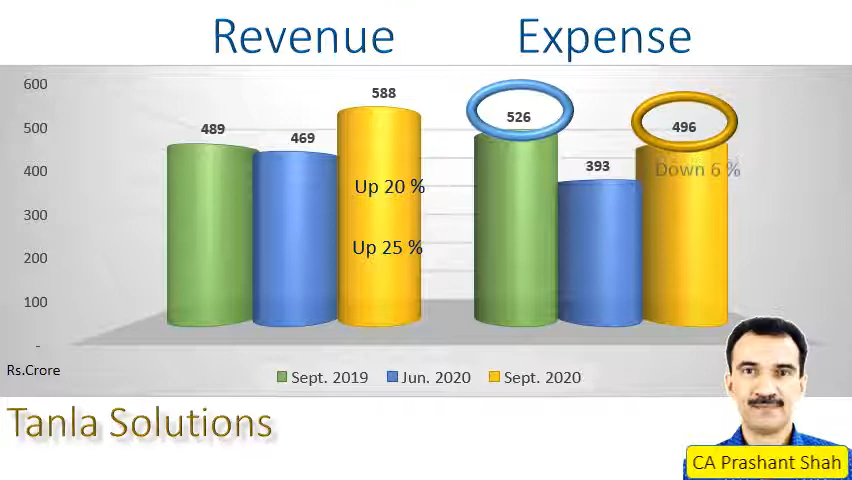 Revenue Expense
600
500
400
300
200
100
-
489
469
588
526
393
496
Up 20 %
Up 25 %
Down 6 %
Rs.Crore
Sept. 2019 Jun. 2020 Sept. 2020
Tanla Solutions
CA Prashant Shah